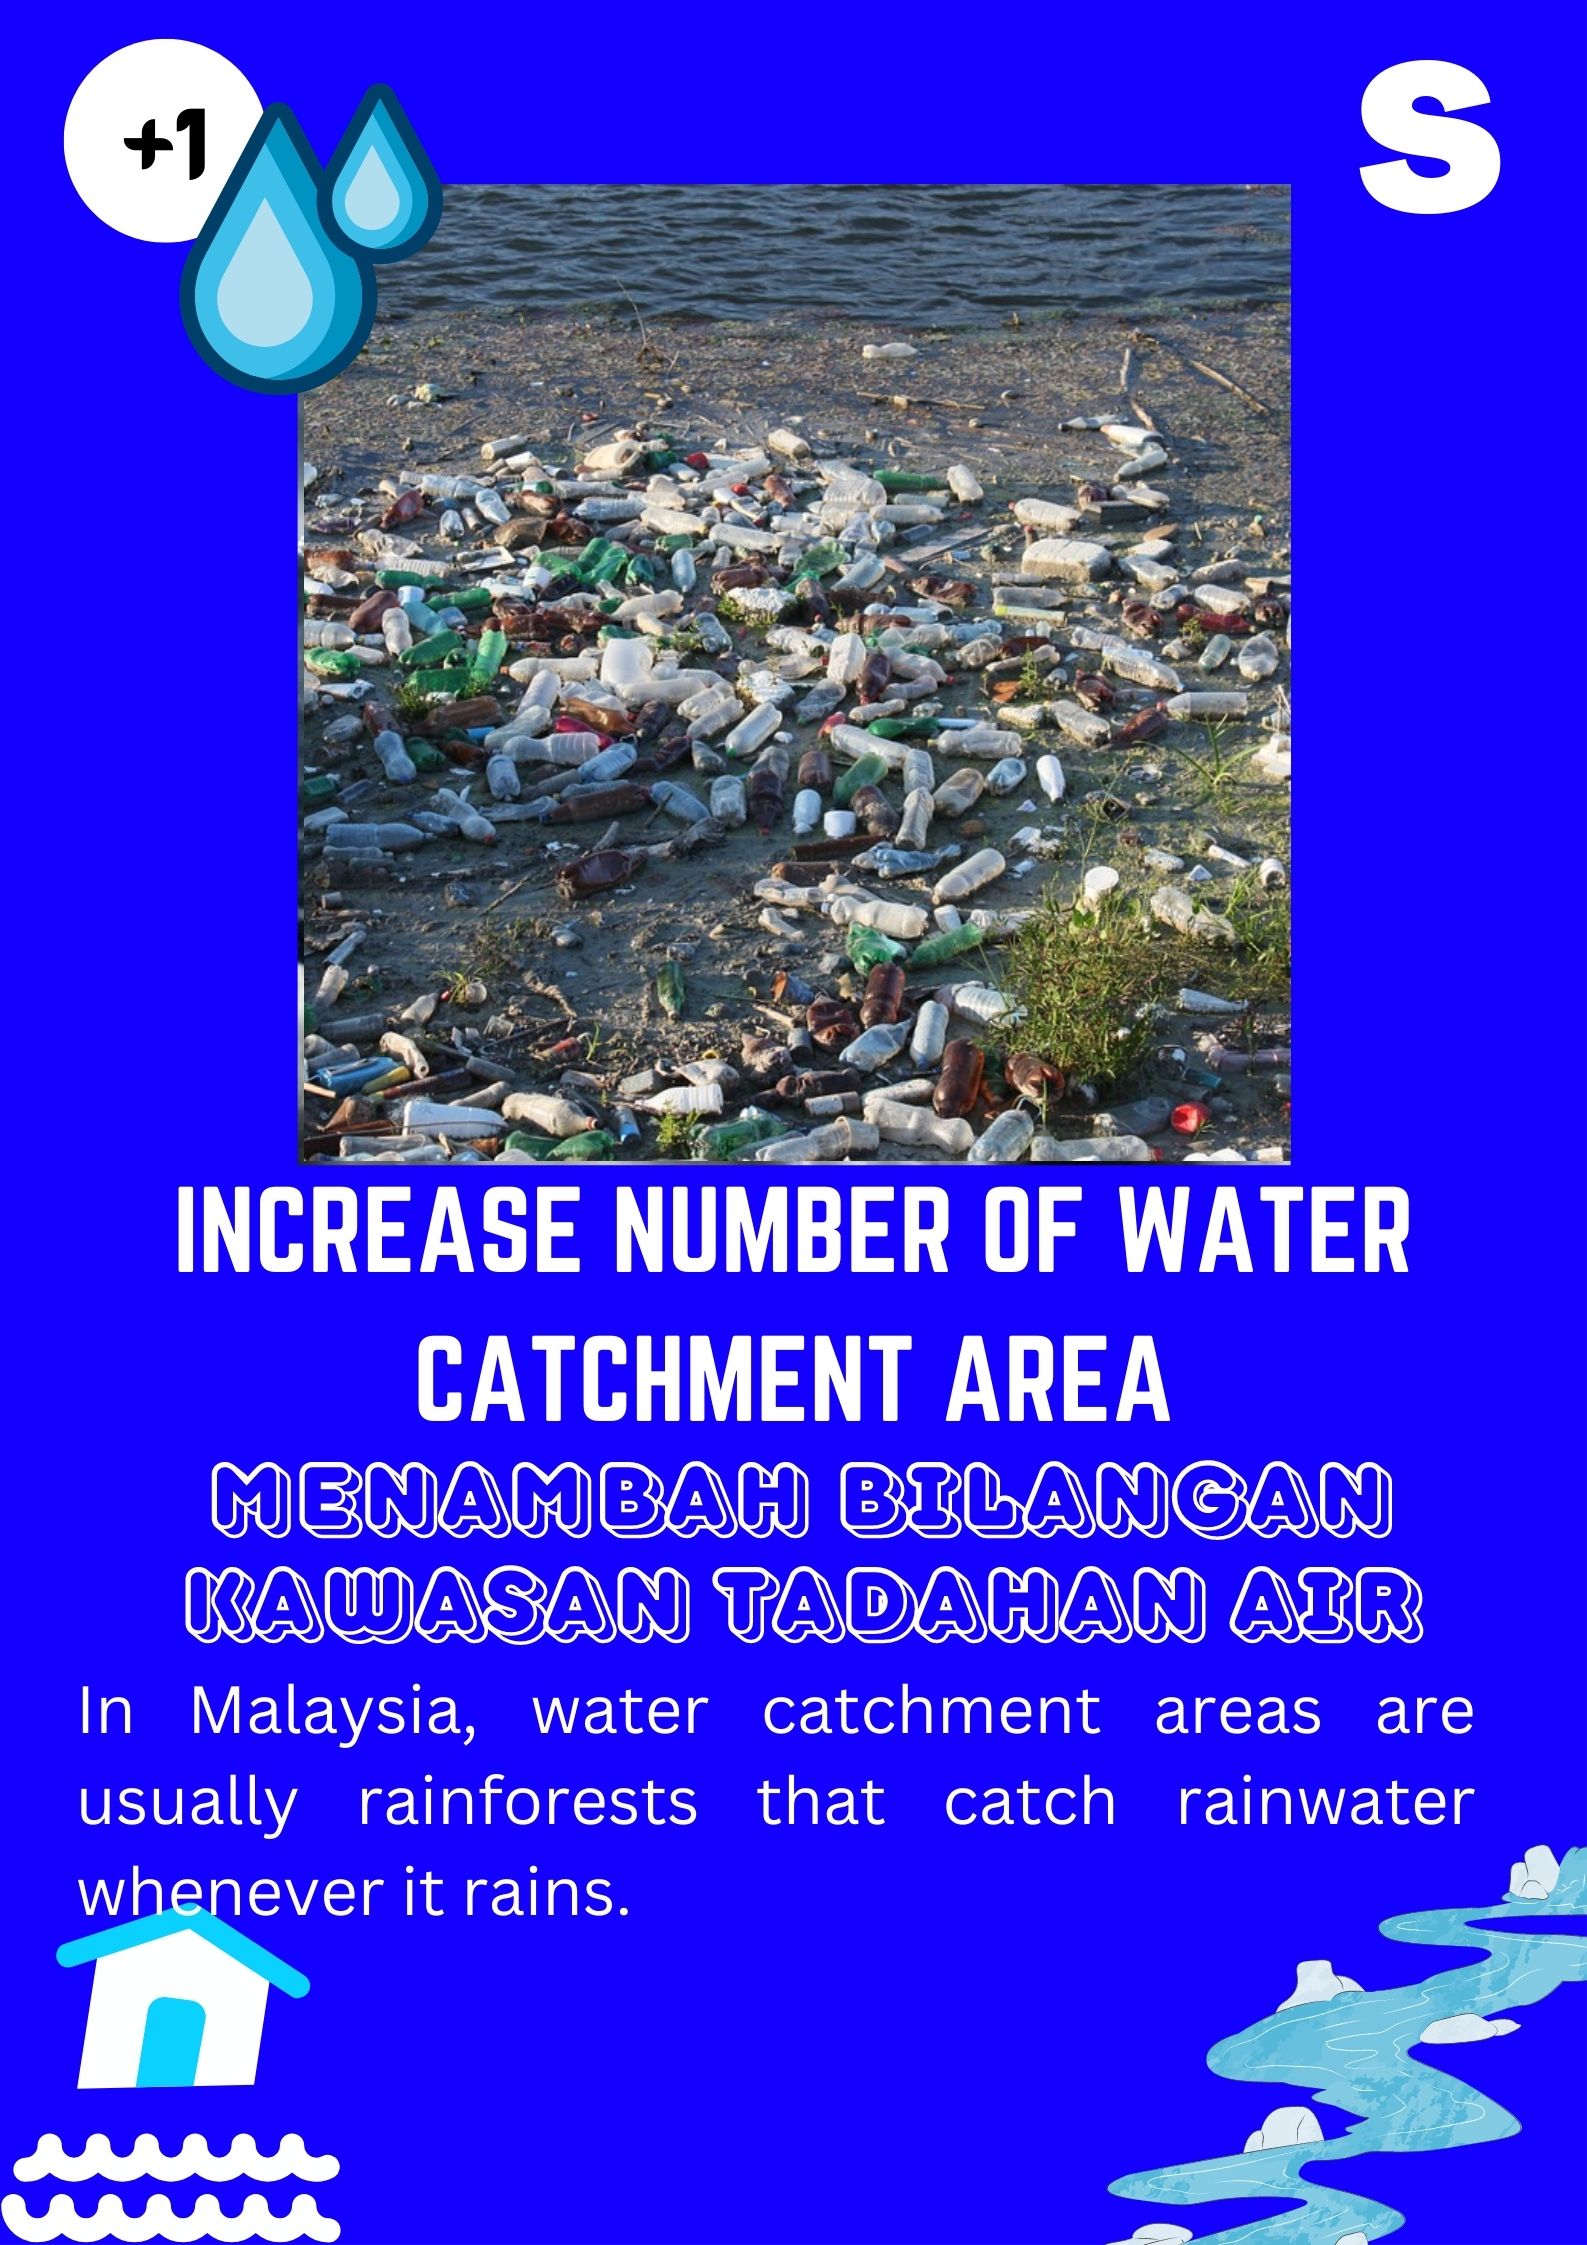 +1
S
INCREASE NUMBER OF WATER
CATCHMENT AREA
MENAMBAH BILANGAN
KAWASAN TADAHAN AIR
In Malaysia, water catchment areas are
usually rainforests that catch rainwater
whenever it rains.